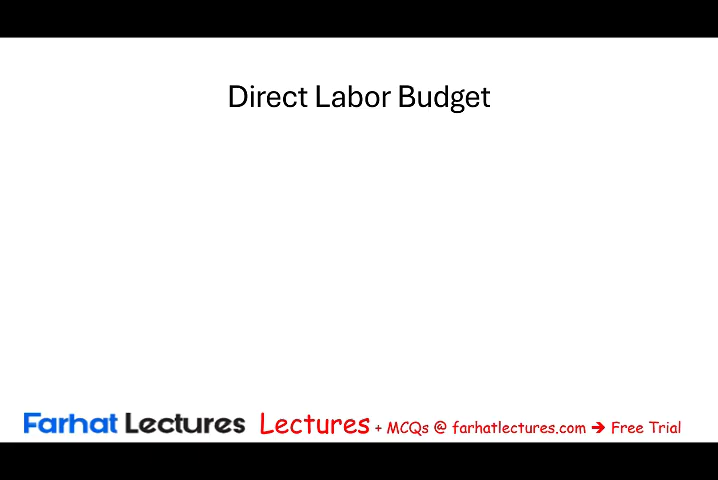 Direct Labor Budget
Farhat Lectures Lectures + MCQs @ farhatlectures.com ➔ Free Trial